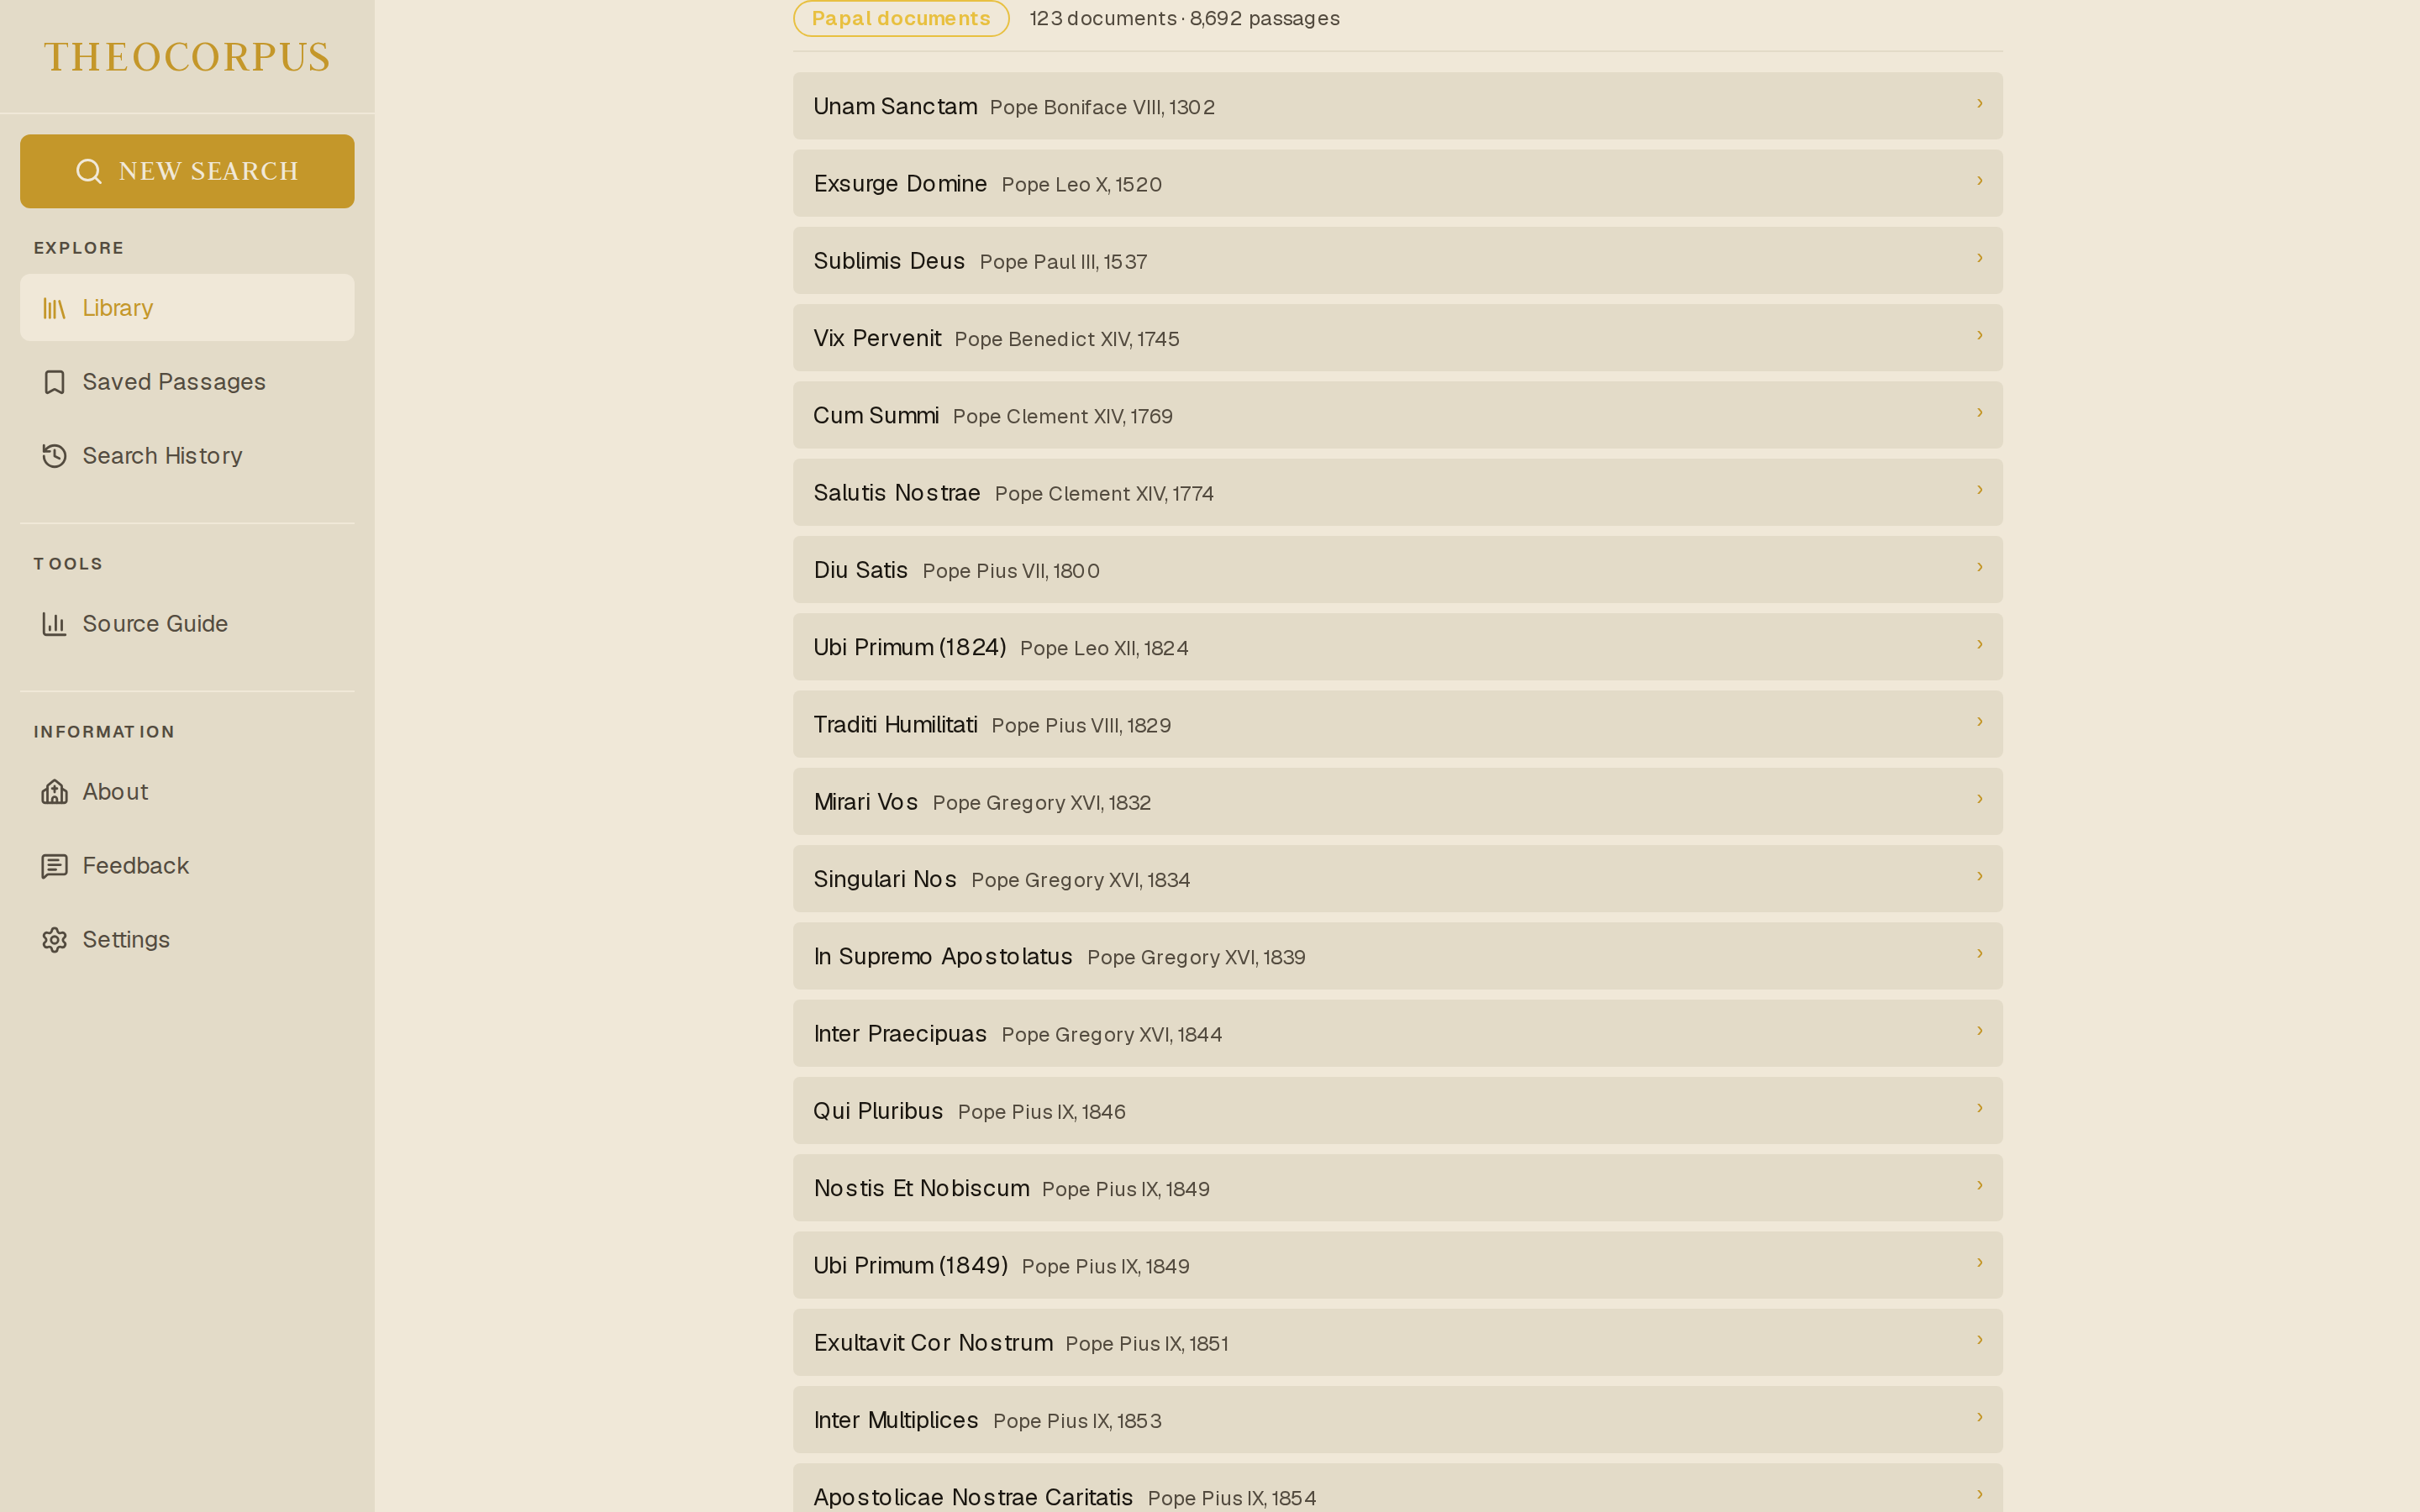 THEOCORPUS
NEW SEARCH
EXPLORE
Library
Saved Passages
Search History
TOOLS
Source Guide
INFORMATION
About
Feedback
Settings
Papal documents 123 documents · 8,692 passages
Unam Sanctam Pope Boniface VIII, 1302 ›
Exsurge Domine Pope Leo X, 1520 ›
Sublimis Deus Pope Paul III, 1537 ›
Vix Pervenit Pope Benedict XIV, 1745 ›
Cum Summi Pope Clement XIV, 1769 ›
Salutis Nostrae Pope Clement XIV, 1774 ›
Diu Satis Pope Pius VII, 1800 ›
Ubi Primum (1824) Pope Leo XII, 1824 ›
Traditi Humilitati Pope Pius VIII, 1829 ›
Mirari Vos Pope Gregory XVI, 1832 ›
Singulari Nos Pope Gregory XVI, 1834 ›
In Supremo Apostolatus Pope Gregory XVI, 1839 ›
Inter Praecipuas Pope Gregory XVI, 1844 ›
Qui Pluribus Pope Pius IX, 1846 ›
Nostis Et Nobiscum Pope Pius IX, 1849 ›
Ubi Primum (1849) Pope Pius IX, 1849 ›
Exultavit Cor Nostrum Pope Pius IX, 1851 ›
Inter Multiplices Pope Pius IX, 1853 ›
Apostolicae Nostrae Caritatis Pope Pius IX, 1854 ›